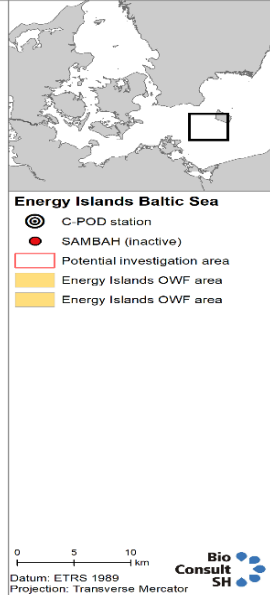 Energy Islands Baltic Sea
C-POD station
SAMBAH (inactive)
Potential investigation area
Energy Islands OWF area
Energy Islands OWF area
0 5 10
km
Bio
Consult
SH
Datum: ETRS 1989
Projection: Transverse Mercator